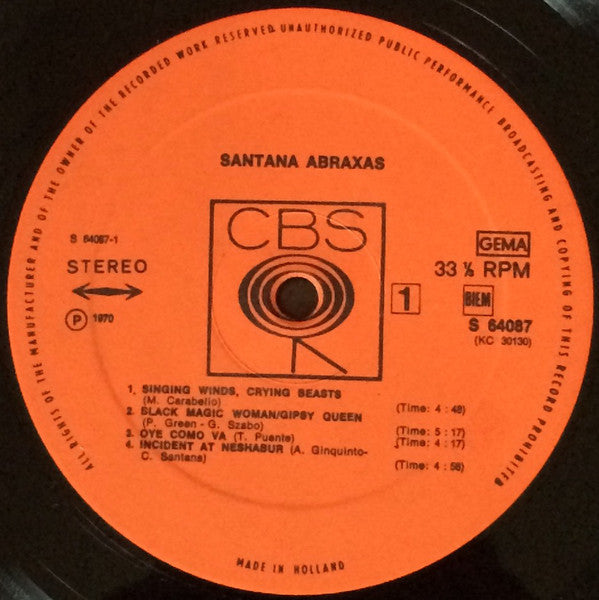 ALL RIGHTS OF THE MANUFACTURER AND OF THE OWNER OF THE RECORDED WORK RESERVED UNAUTHORIZED PUBLIC PERFORMANCE BROADCASTING AND COPYING OF THIS RECORD PROHIBITED
SANTANA ABRAXAS
CBS
S 64087-1
STEREO
℗ 1970
GEMA
33 ⅓ RPM
1
BIEM
S 64087
(KC 30130)
1. SINGING WINDS, CRYING BEASTS
(M. Carabello) (Time: 4 : 48)
2. BLACK MAGIC WOMAN/GIPSY QUEEN
(P. Green - G. Szabo) (Time: 5 : 17)
3. OYE COMO VA (T. Puente) (Time: 4 : 17)
4. INCIDENT AT NESHABUR (A. Ginquinto-
C. Santana) (Time: 4 : 56)
MADE IN HOLLAND